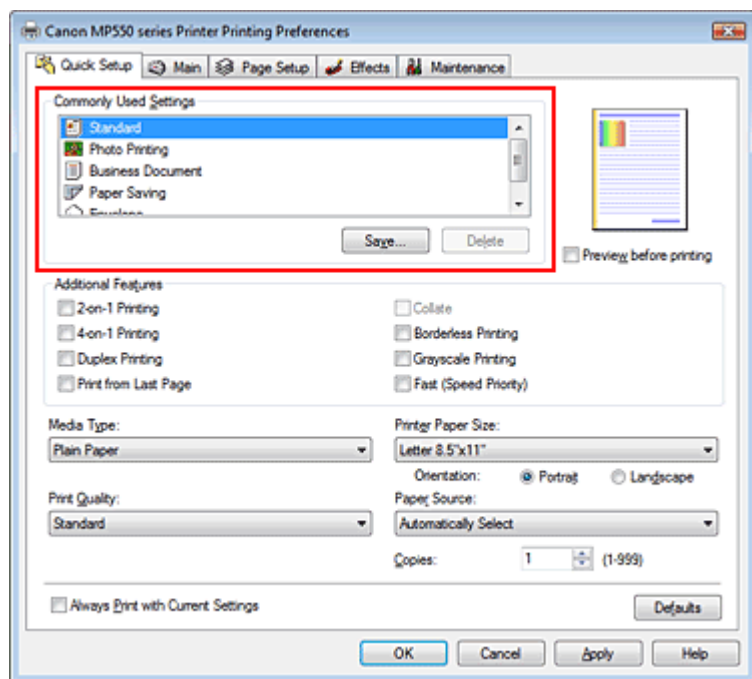 Canon MP550 series Printer Printing Preferences
Quick Setup Main Page Setup Effects Maintenance
Commonly Used Settings
Standard
Photo Printing
Business Document
Paper Saving
Envelope
Save... Delete
Preview before printing
Additional Features
2-on-1 Printing Collate
4-on-1 Printing Borderless Printing
Duplex Printing Grayscale Printing
Print from Last Page Fast (Speed Priority)
Media Type: Printer Paper Size:
Plain Paper Letter 8.5"x11"
Orientation: Portrait Landscape
Print Quality: Paper Source:
Standard Automatically Select
Copies: 1 (1-999)
Always Print with Current Settings Defaults
OK Cancel Apply Help